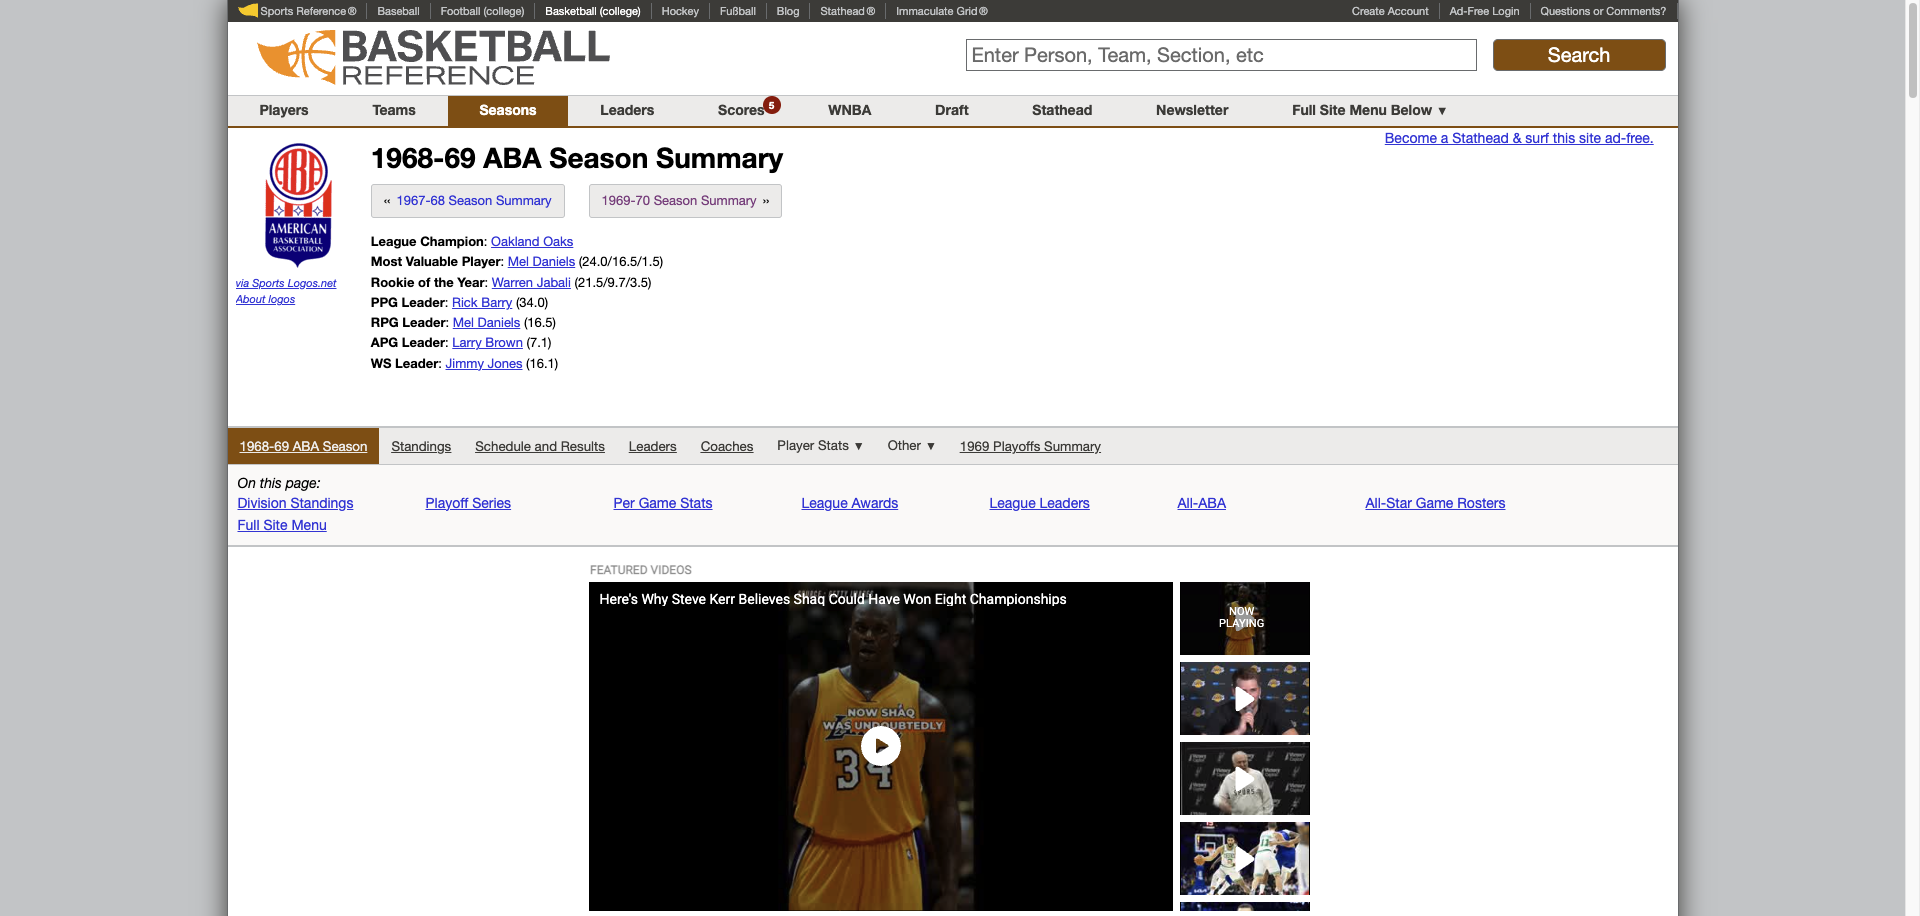 Sports Reference® Baseball Football (college) Basketball (college) Hockey Fußball Blog Stathead® Immaculate Grid® Create Account Ad-Free Login Questions or Comments?
BASKETBALL
REFERENCE
Enter Person, Team, Section, etc Search
Players Teams Seasons Leaders Scores 5 WNBA Draft Stathead Newsletter Full Site Menu Below ▼
Become a Stathead & surf this site ad-free.
ABA
AMERICAN
BASKETBALL
ASSOCIATION
via Sports Logos.net
About logos
1968-69 ABA Season Summary
« 1967-68 Season Summary 1969-70 Season Summary »
League Champion: Oakland Oaks
Most Valuable Player: Mel Daniels (24.0/16.5/1.5)
Rookie of the Year: Warren Jabali (21.5/9.7/3.5)
PPG Leader: Rick Barry (34.0)
RPG Leader: Mel Daniels (16.5)
APG Leader: Larry Brown (7.1)
WS Leader: Jimmy Jones (16.1)
1968-69 ABA Season Standings Schedule and Results Leaders Coaches Player Stats ▼ Other ▼ 1969 Playoffs Summary
On this page:
Division Standings Playoff Series Per Game Stats League Awards League Leaders All-ABA All-Star Game Rosters
Full Site Menu
FEATURED VIDEOS
Here's Why Steve Kerr Believes Shaq Could Have Won Eight Championships
NOW SHAQ
WAS UNDOUBTEDLY
34
NOW
PLAYING
SPURS